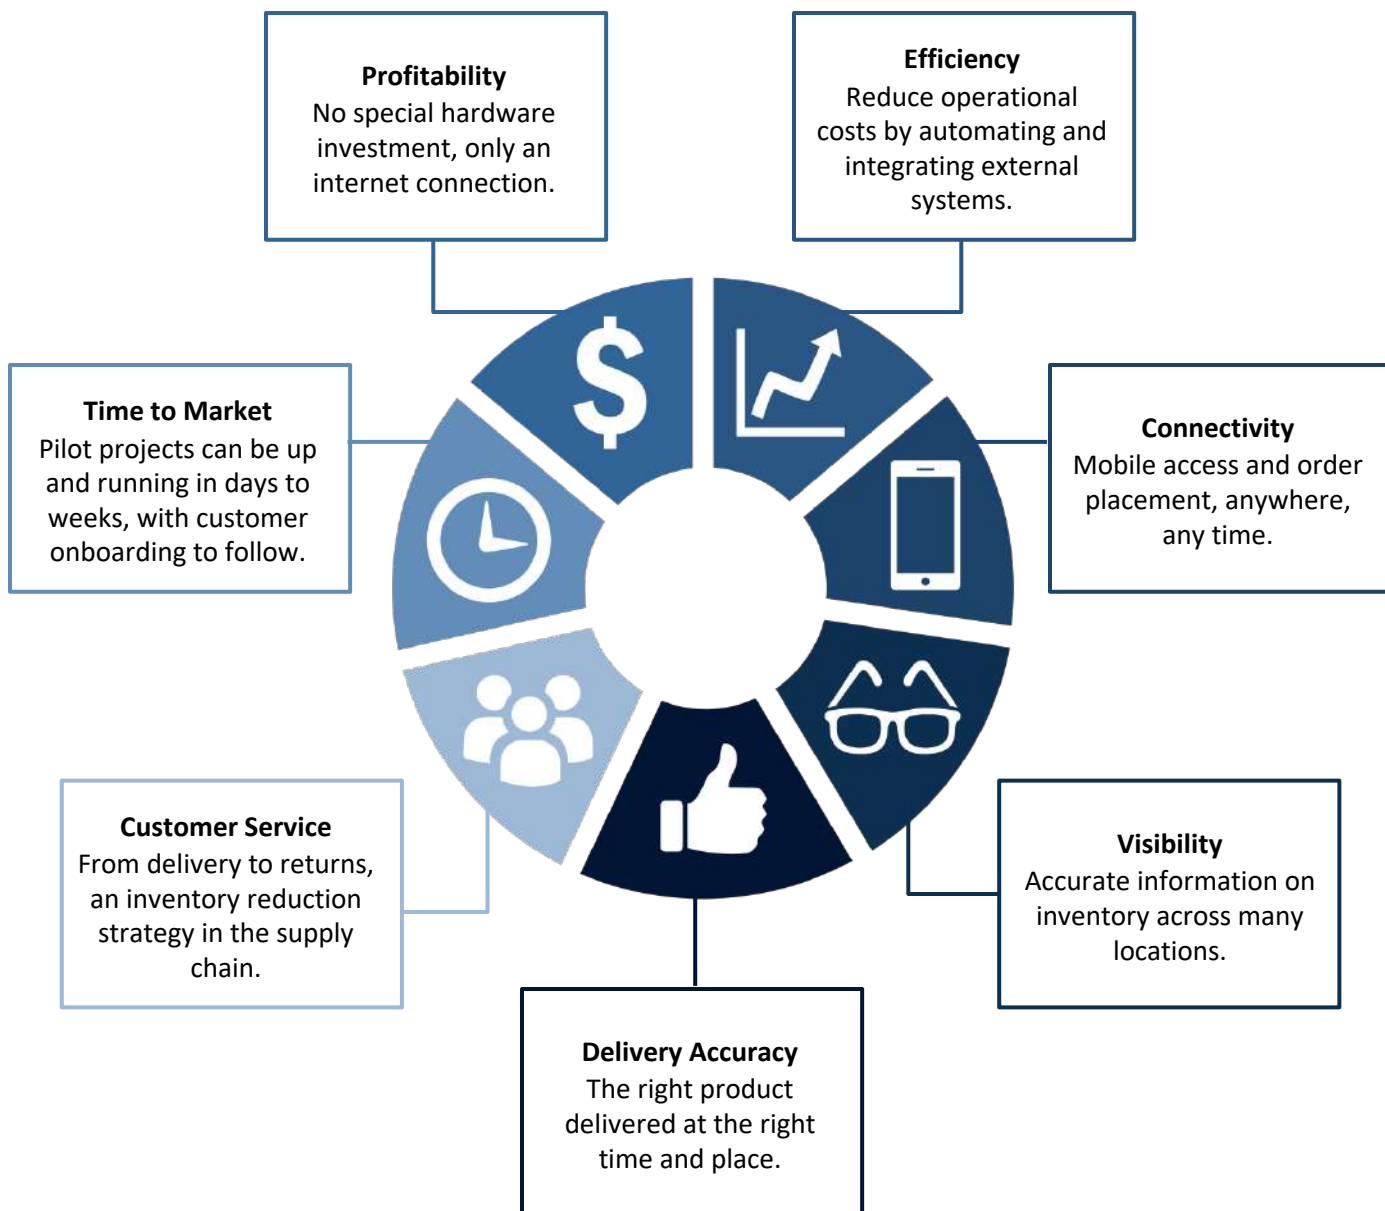 Profitability
No special hardware
investment, only an
internet connection.
Efficiency
Reduce operational
costs by automating and
integrating external
systems.
Time to Market
Pilot projects can be up
and running in days to
weeks, with customer
onboarding to follow.
$
Connectivity
Mobile access and order
placement, anywhere,
any time.
Customer Service
From delivery to returns,
an inventory reduction
strategy in the supply
chain.
Visibility
Accurate information on
inventory across many
locations.
Delivery Accuracy
The right product
delivered at the right
time and place.